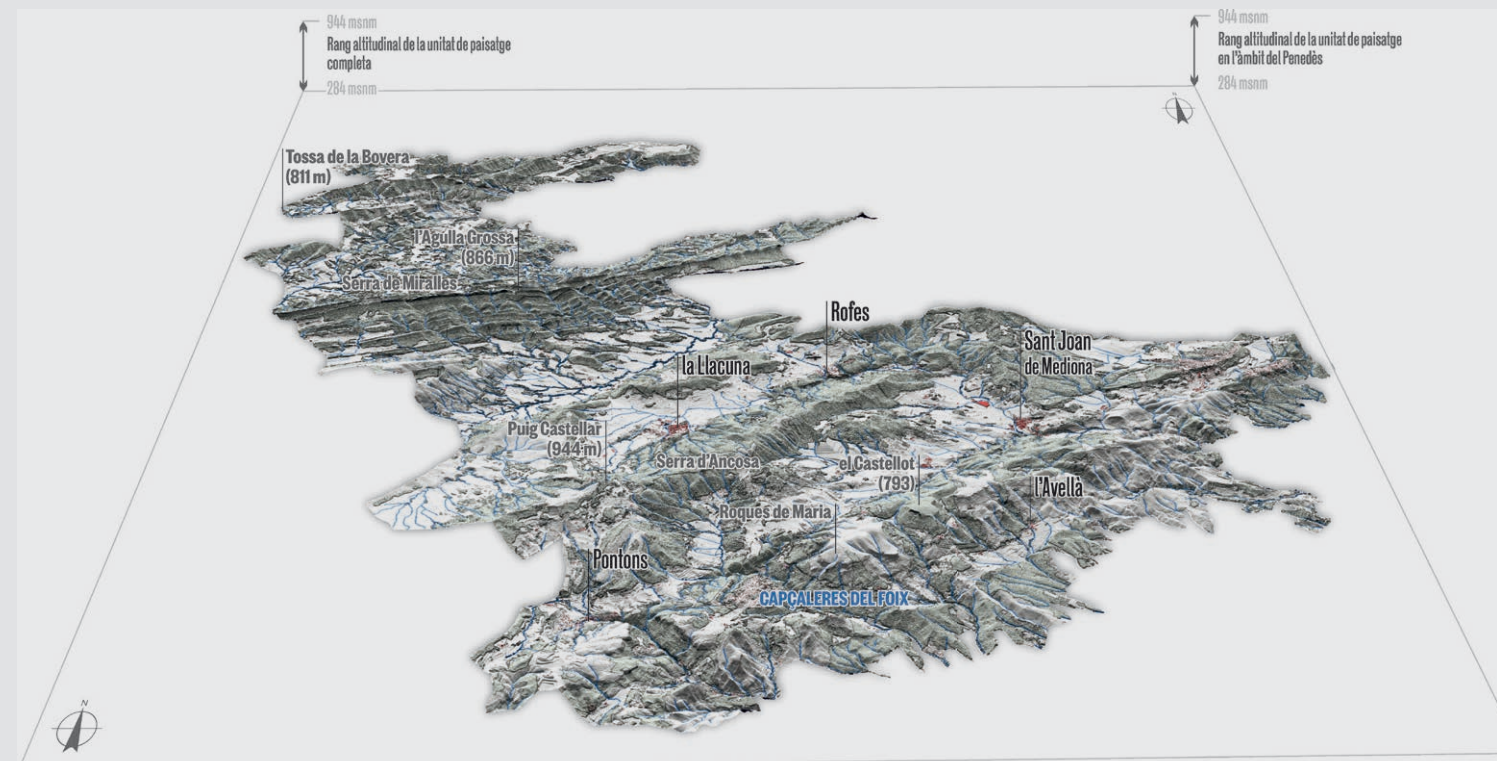 944 msnm
Rang altitudinal de la unitat de paisatge
completa
284 msnm
944 msnm
Rang altitudinal de la unitat de paisatge
en l'àmbit del Penedès
284 msnm
N
Tossa de la Bovera
(811 m)
l'Agulla Grossa
(866 m)
Serra de Miralles
Rofes
Sant Joan
de Mediona
la Llacuna
Puig Castellar
(944 m)
Serra d'Ancosa
el Castellot
(793)
l'Avellà
Roques de Maria
Pontons
CAPÇALERES DEL FOIX
N